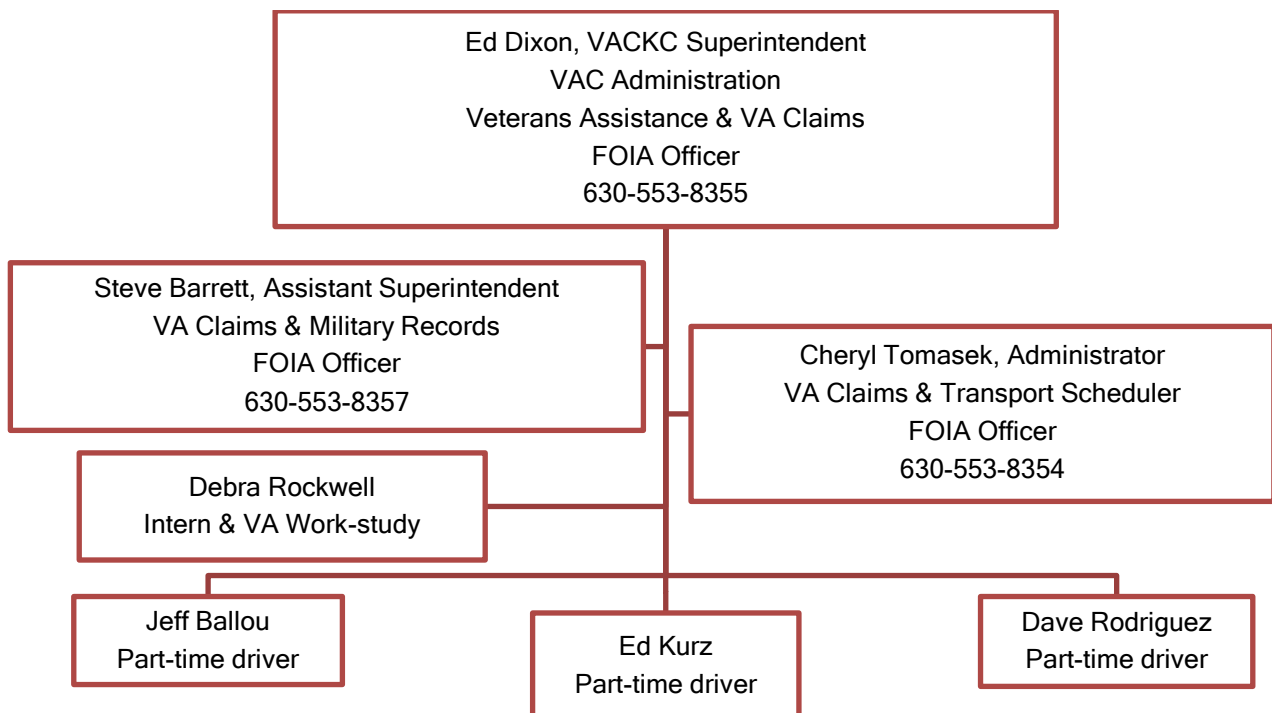 Ed Dixon, VACKC Superintendent
VAC Administration
Veterans Assistance & VA Claims
FOIA Officer
630-553-8355
Steve Barrett, Assistant Superintendent
VA Claims & Military Records
FOIA Officer
630-553-8357
Cheryl Tomasek, Administrator
VA Claims & Transport Scheduler
FOIA Officer
630-553-8354
Debra Rockwell
Intern & VA Work-study
Jeff Ballou
Part-time driver
Ed Kurz
Part-time driver
Dave Rodriguez
Part-time driver